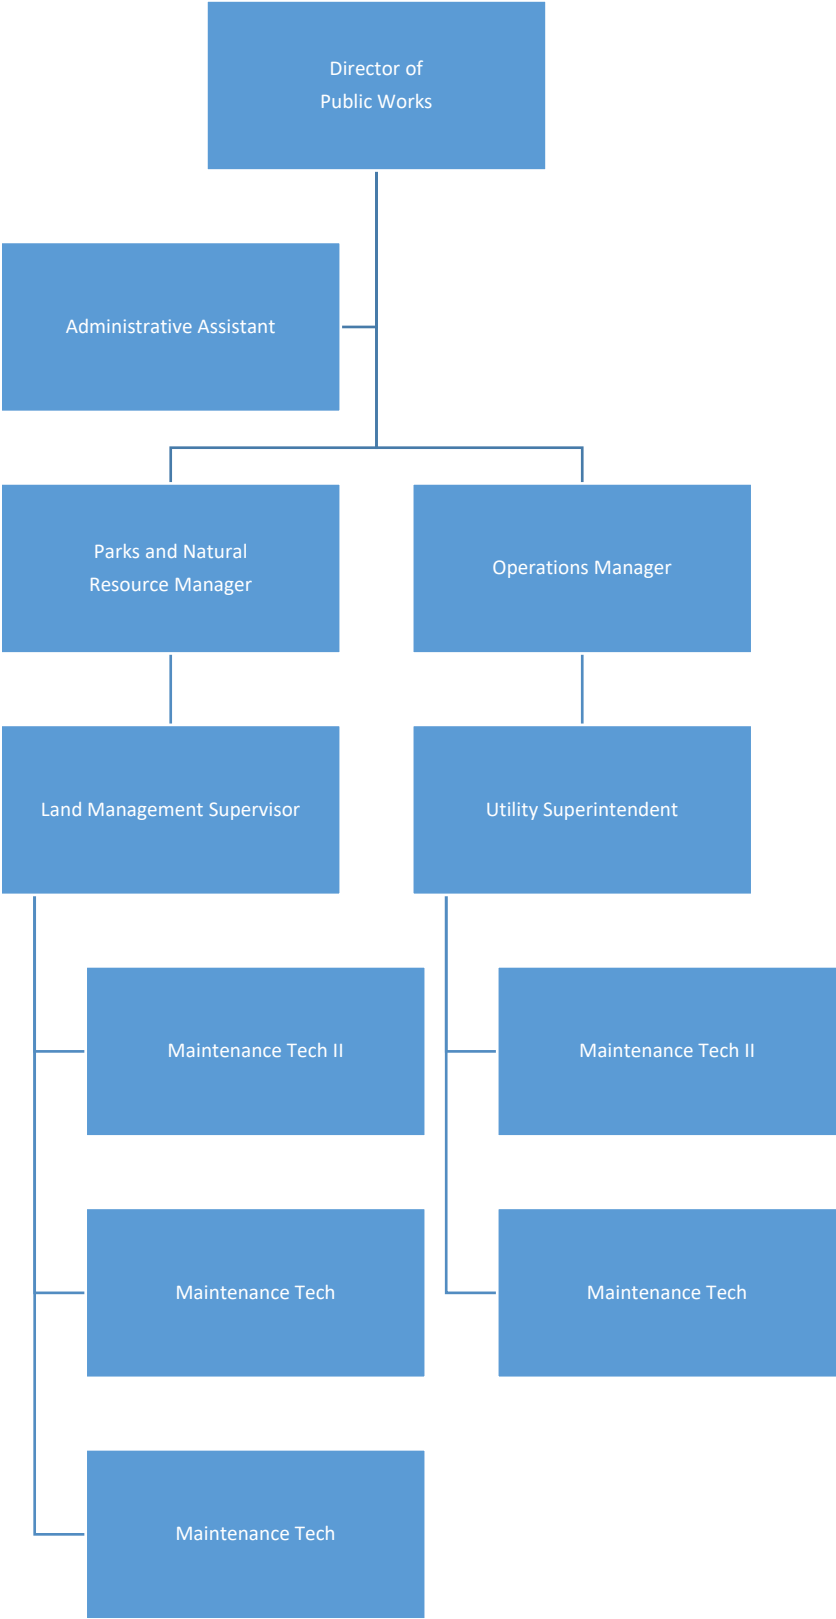 Director of
Public Works
Administrative Assistant
Parks and Natural
Resource Manager
Operations Manager
Land Management Supervisor
Utility Superintendent
Maintenance Tech II
Maintenance Tech II
Maintenance Tech
Maintenance Tech
Maintenance Tech